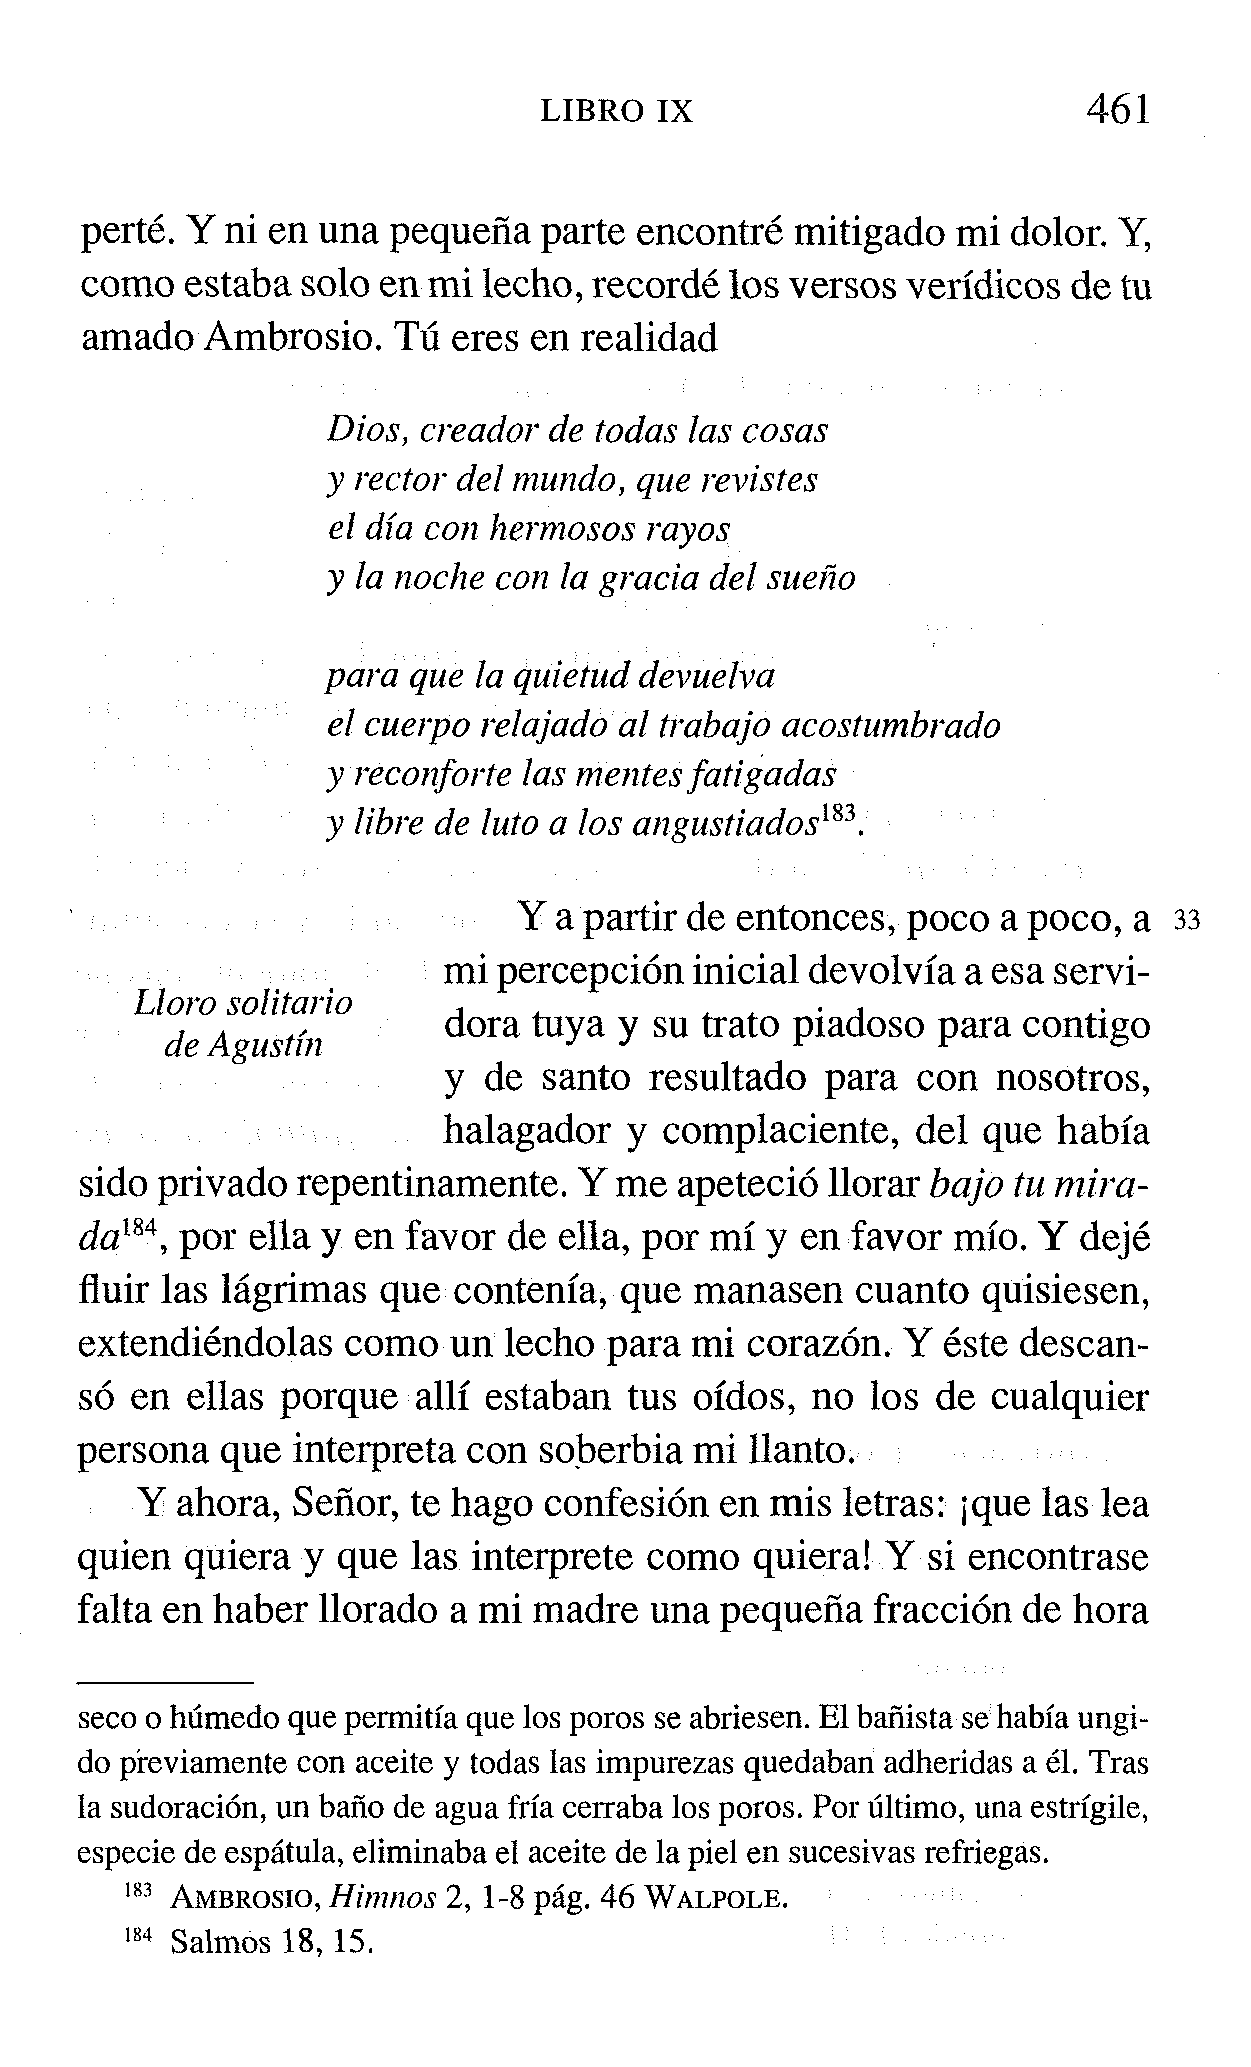 LIBRO IX 461
perté. Y ni en una pequeña parte encontré mitigado mi dolor. Y,
como estaba solo en mi lecho, recordé los versos verídicos de tu
amado Ambrosio. Tú eres en realidad
Dios, creador de todas las cosas
y rector del mundo, que revistes
el día con hermosos rayos
y la noche con la gracia del sueño
para que la quietud devuelva
el cuerpo relajado al trabajo acostumbrado
y reconforte las mentes fatigadas
y libre de luto a los angustiados¹⁸³.
Lloro solitario
de Agustín
Y a partir de entonces, poco a poco, a 33
mi percepción inicial devolvía a esa servi-
dora tuya y su trato piadoso para contigo
y de santo resultado para con nosotros,
halagador y complaciente, del que había
sido privado repentinamente. Y me apeteció llorar bajo tu mira-
da¹⁸⁴, por ella y en favor de ella, por mí y en favor mío. Y dejé
fluir las lágrimas que contenía, que manasen cuanto quisiesen,
extendiéndolas como un lecho para mi corazón. Y éste descan-
só en ellas porque allí estaban tus oídos, no los de cualquier
persona que interpreta con soberbia mi llanto.
Y ahora, Señor, te hago confesión en mis letras: ¡que las lea
quien quiera y que las interprete como quiera! Y si encontrase
falta en haber llorado a mi madre una pequeña fracción de hora
seco o húmedo que permitía que los poros se abriesen. El bañista se había ungi-
do previamente con aceite y todas las impurezas quedaban adheridas a él. Tras
la sudoración, un baño de agua fría cerraba los poros. Por último, una estrígile,
especie de espátula, eliminaba el aceite de la piel en sucesivas refriegas.
¹⁸³ AMBROSIO, Himnos 2, 1-8 pág. 46 WALPOLE.
¹⁸⁴ Salmos 18, 15.